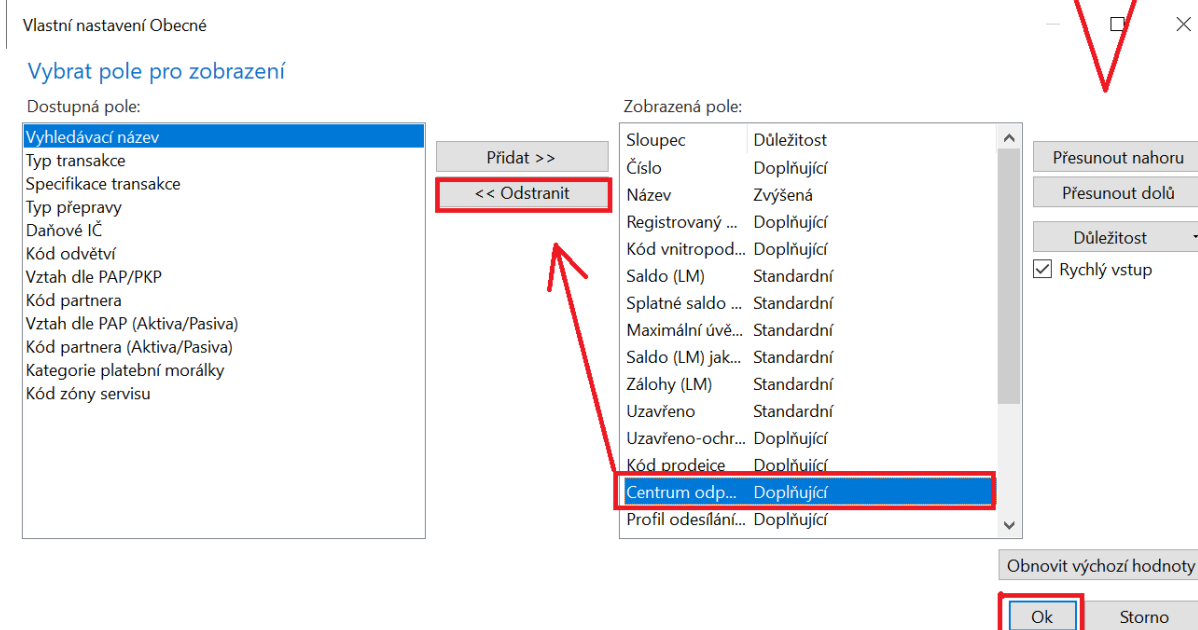 Vlastní nastavení Obecné
Vybrat pole pro zobrazení
Dostupná pole:
Vyhledávací název
Typ transakce
Specifikace transakce
Typ přepravy
Daňové IČ
Kód odvětví
Vztah dle PAP/PKP
Kód partnera
Vztah dle PAP (Aktiva/Pasiva)
Kód partnera (Aktiva/Pasiva)
Kategorie platební morálky
Kód zóny servisu
Přidat >>
<< Odstranit
Zobrazená pole:
Sloupec Důležitost
Číslo Doplňující
Název Zvýšená
Registrovaný ... Doplňující
Kód vnitropod... Doplňující
Saldo (LM) Standardní
Splatné saldo ... Standardní
Maximální úvě... Standardní
Saldo (LM) jak... Standardní
Zálohy (LM) Standardní
Uzavřeno Standardní
Uzavřeno-ochr... Doplňující
Kód prodejce Doplňující
Centrum odp... Doplňující
Profil odesílání... Doplňující
Přesunout nahoru
Přesunout dolů
Důležitost
Rychlý vstup
Obnovit výchozí hodnoty
Ok
Storno